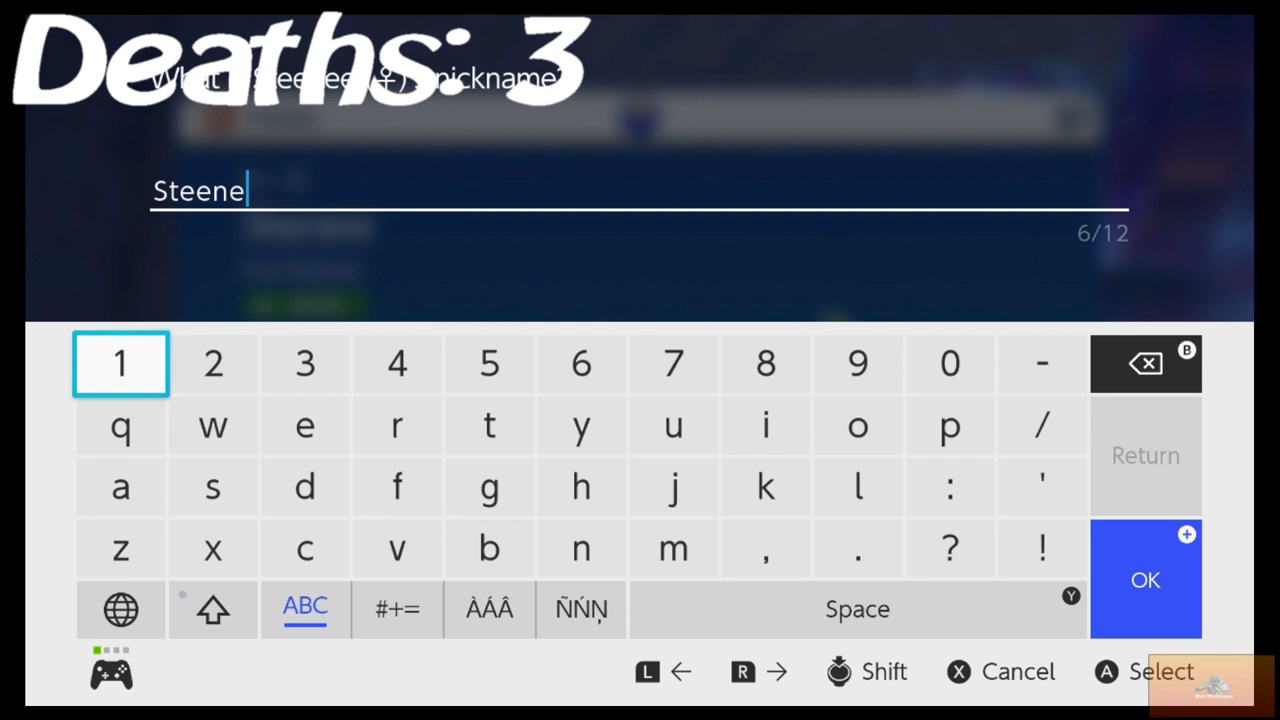 Deaths: 3
What nickname?
Steene
6/12
1 2 3 4 5 6 7 8 9 0 - B
q w e r t y u i o p /
Return
a s d f g h j k l : '
z x c v b n m , . ? ! +
OK
ABC #+= ÀÁÂ ÑŃŅ Space Y
L ← R → Shift X Cancel A Select